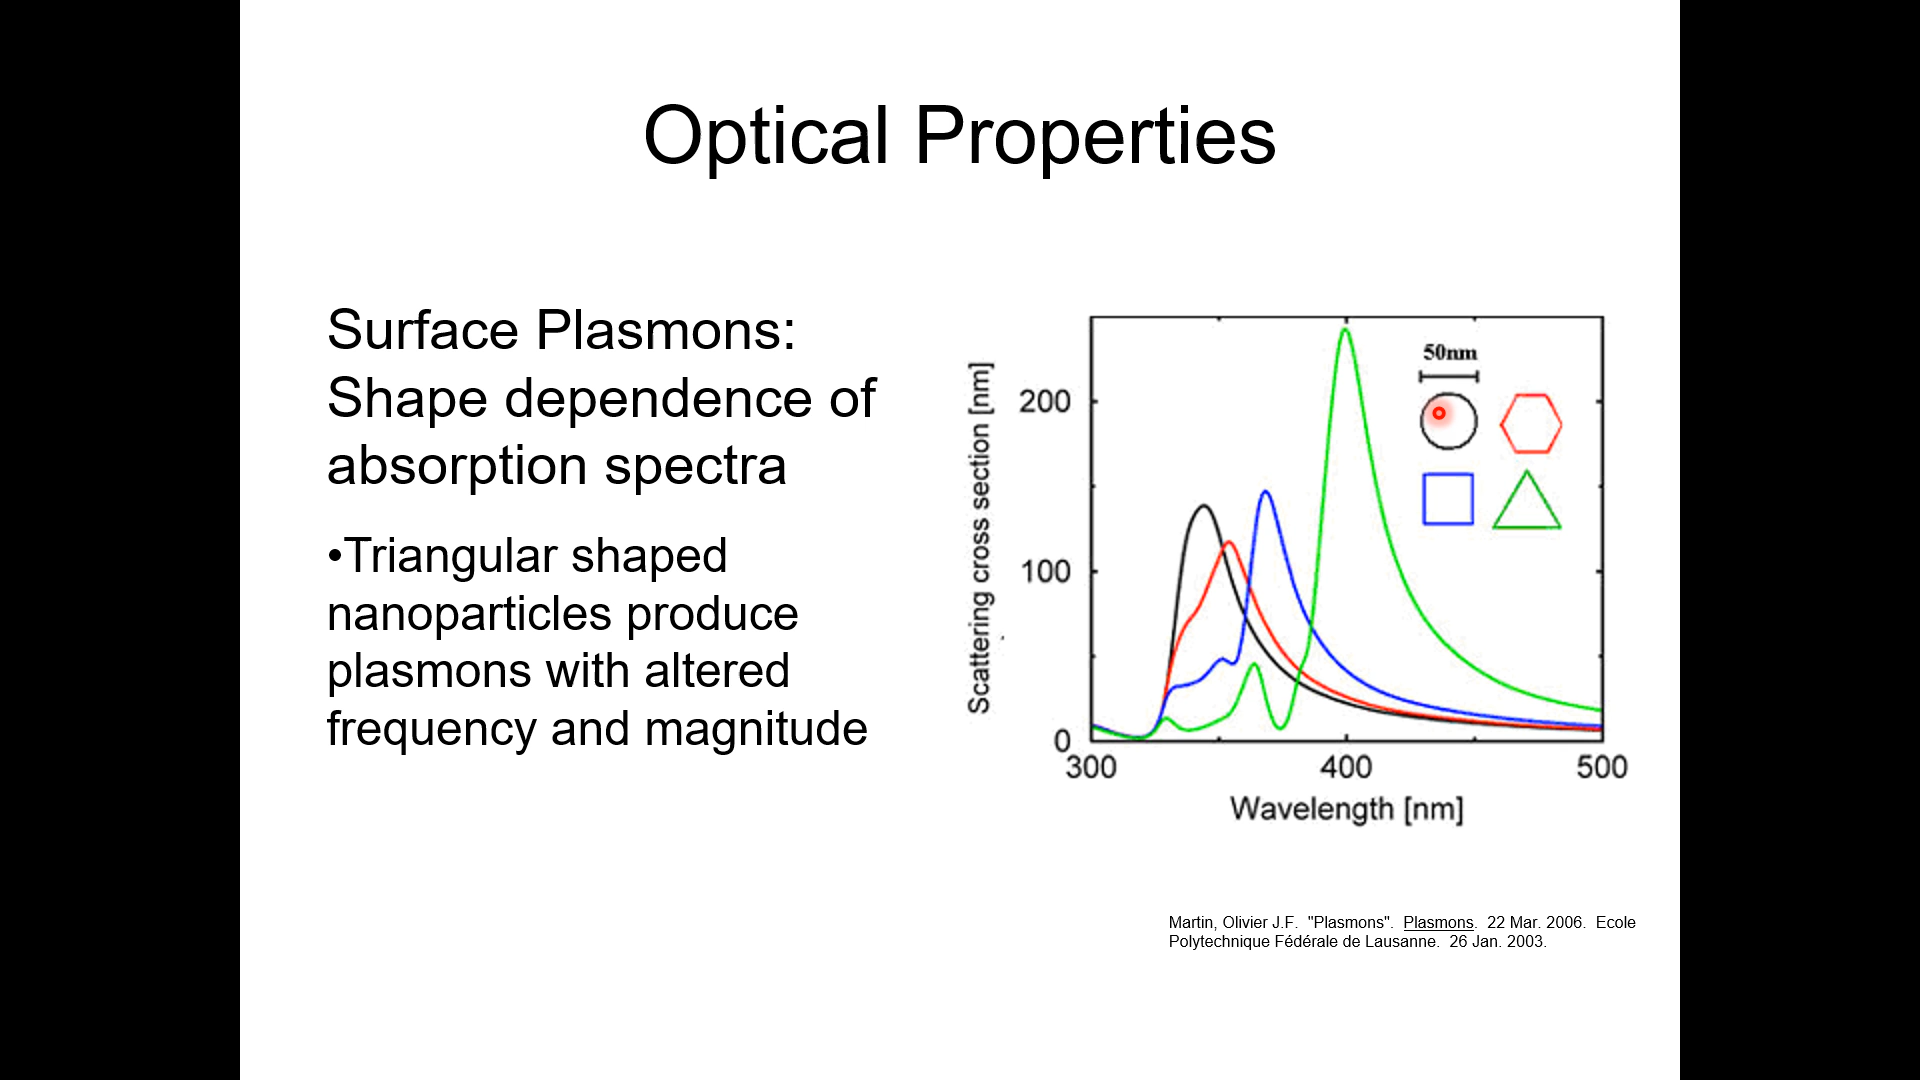 Optical Properties
Surface Plasmons:
Shape dependence of
absorption spectra
•Triangular shaped
nanoparticles produce
plasmons with altered
frequency and magnitude
Scattering cross section [nm]
200
100
0
300
400
500
Wavelength [nm]
50nm
Martin, Olivier J.F. "Plasmons". Plasmons. 22 Mar. 2006. Ecole
Polytechnique Fédérale de Lausanne. 26 Jan. 2003.